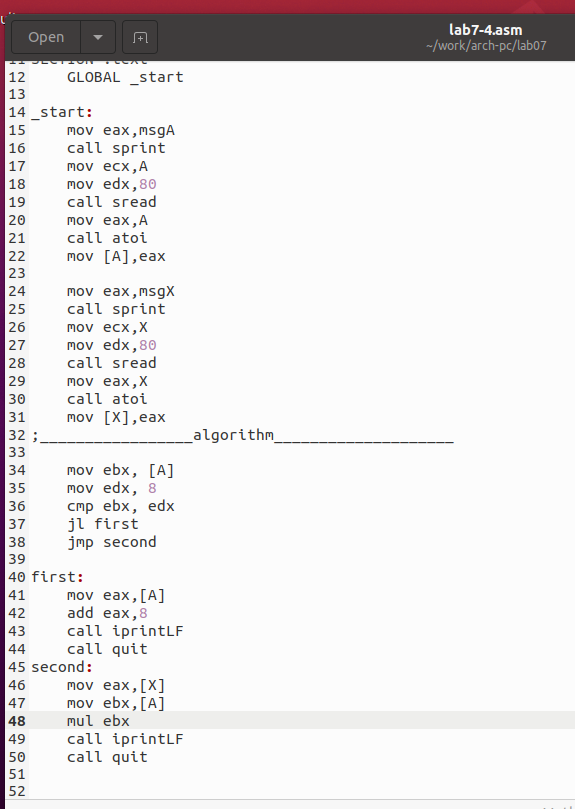 Open
lab7-4.asm
~/work/arch-pc/lab07
11 SECTION .text
12     GLOBAL _start
13
14 _start:
15     mov eax,msgA
16     call sprint
17     mov ecx,A
18     mov edx,80
19     call sread
20     mov eax,A
21     call atoi
22     mov [A],eax
23
24     mov eax,msgX
25     call sprint
26     mov ecx,X
27     mov edx,80
28     call sread
29     mov eax,X
30     call atoi
31     mov [X],eax
32 ;_________________algorithm____________________
33
34     mov ebx, [A]
35     mov edx, 8
36     cmp ebx, edx
37     jl first
38     jmp second
39
40 first:
41     mov eax,[A]
42     add eax,8
43     call iprintLF
44     call quit
45 second:
46     mov eax,[X]
47     mov ebx,[A]
48     mul ebx
49     call iprintLF
50     call quit
51
52